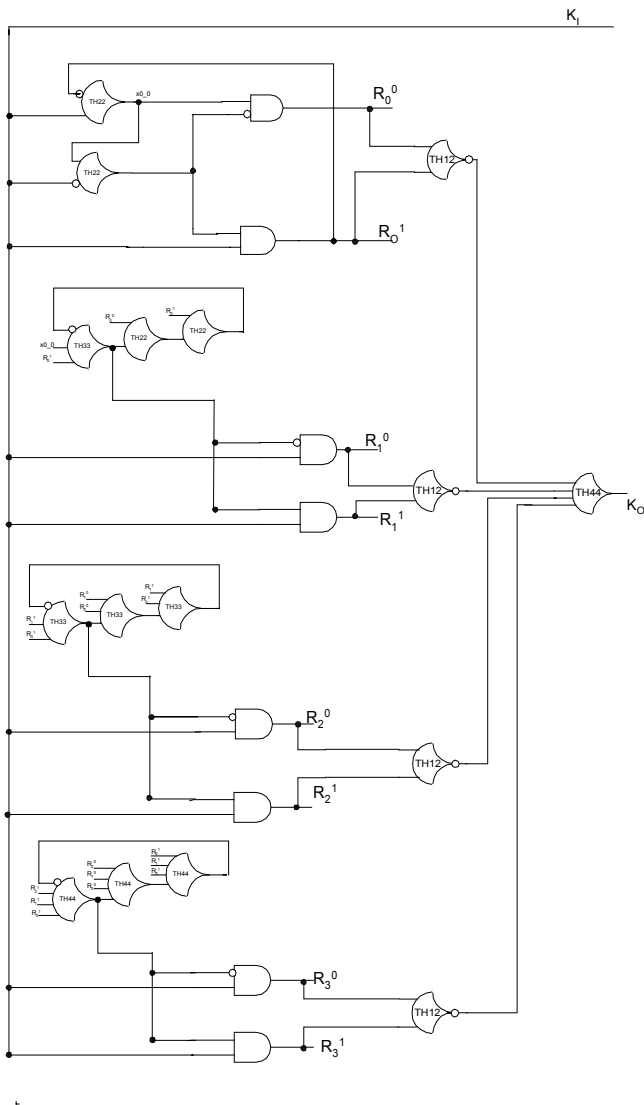 K_I
TH22
x0_0
R_0^0
TH12
TH22
R_O^1
TH22
TH22
TH33
x0_0
R_1^0
TH12
TH44
K_O
R_1^1
TH33
TH33
TH33
R_2^0
TH12
R_2^1
TH44
TH44
TH44
R_3^0
TH12
R_3^1